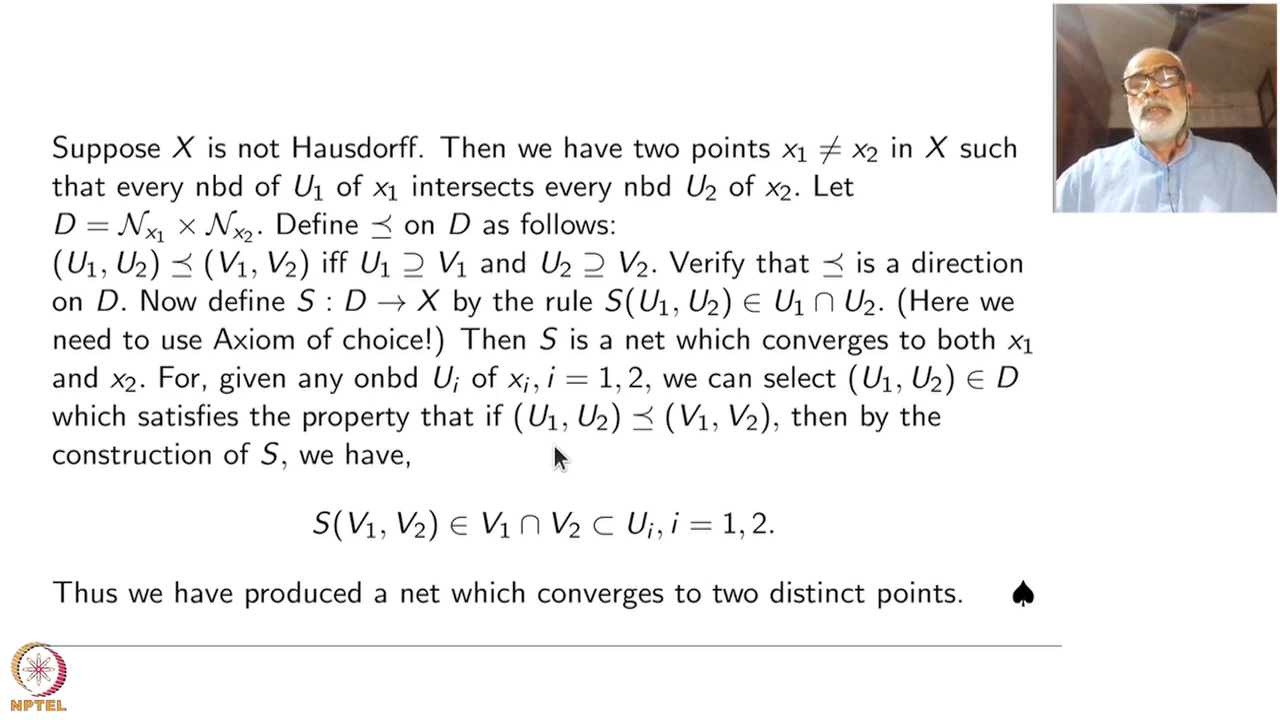 Suppose X is not Hausdorff. Then we have two points x₁ ≠ x₂ in X such
that every nbd of U₁ of x₁ intersects every nbd U₂ of x₂. Let
D = 𝒩ₓ₁ × 𝒩ₓ₂. Define ⪯ on D as follows:
(U₁, U₂) ⪯ (V₁, V₂) iff U₁ ⊇ V₁ and U₂ ⊇ V₂. Verify that ⪯ is a direction
on D. Now define S : D → X by the rule S(U₁, U₂) ∈ U₁ ∩ U₂. (Here we
need to use Axiom of choice!) Then S is a net which converges to both x₁
and x₂. For, given any onbd Uᵢ of xᵢ, i = 1, 2, we can select (U₁, U₂) ∈ D
which satisfies the property that if (U₁, U₂) ⪯ (V₁, V₂), then by the
construction of S, we have,
S(V₁, V₂) ∈ V₁ ∩ V₂ ⊂ Uᵢ, i = 1, 2.
Thus we have produced a net which converges to two distinct points. ♠
NPTEL